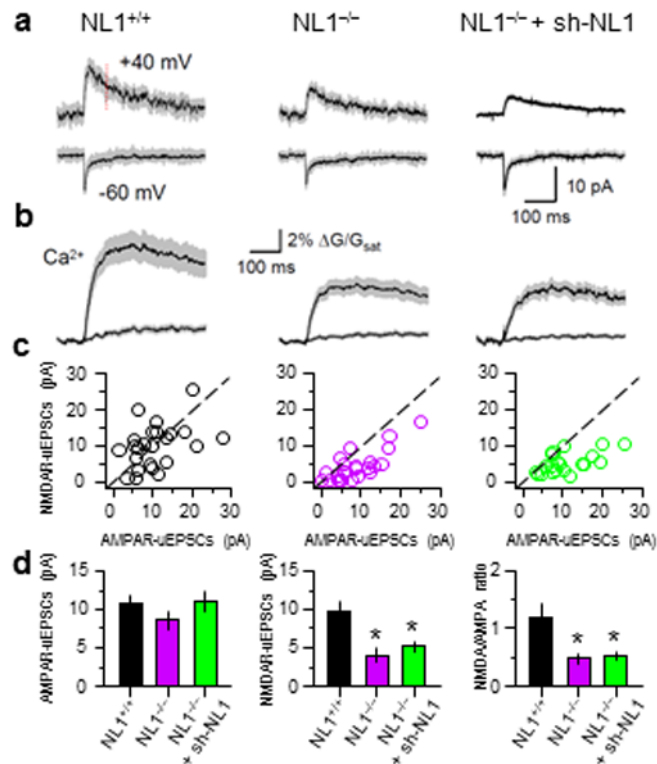 a NL1+/+ NL1-/- NL1-/- + sh-NL1
+40 mV
-60 mV
10 pA
100 ms
b
Ca2+
2% ΔG/Gsat
100 ms
c
NMDAR-uEPSCs (pA)
30
20
10
0
0 10 20 30
AMPAR-uEPSCs (pA)
30
20
10
0
0 10 20 30
AMPAR-uEPSCs (pA)
30
20
10
0
0 10 20 30
AMPAR-uEPSCs (pA)
d
AMPAR-uEPSCs (pA)
15
10
5
0
NL1+/+
NL1-/-
NL1-/-
+ sh-NL1
NMDAR-uEPSCs (pA)
15
10
5
0
* *
NL1+/+
NL1-/-
NL1-/-
+ sh-NL1
NMDA/AMPA ratio
2
1
0
* *
NL1+/+
NL1-/-
NL1-/-
+ sh-NL1